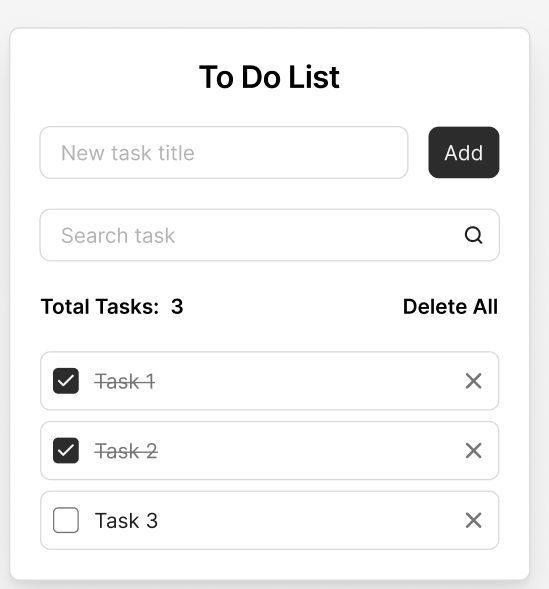 To Do List
New task title
Add
Search task
Total Tasks: 3
Delete All
Task 1
Task 2
Task 3